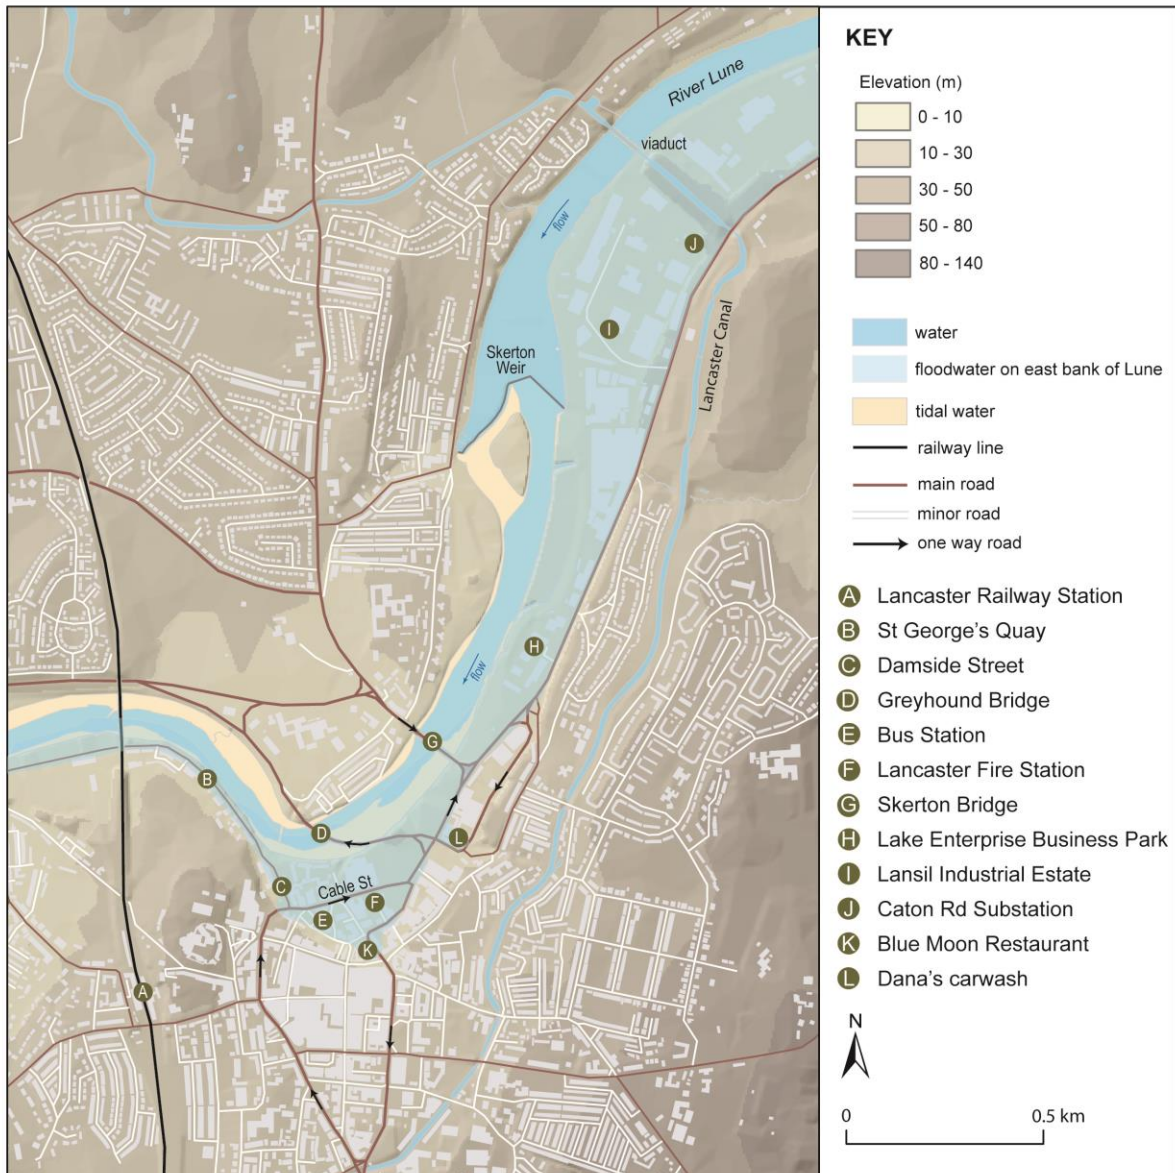 River Lune
viaduct
flow
J
I
Skerton
Weir
Lancaster Canal
H
flow
G
B
D
L
C
Cable St
F
E
K
A
KEY
Elevation (m)
0 - 10
10 - 30
30 - 50
50 - 80
80 - 140
water
floodwater on east bank of Lune
tidal water
railway line
main road
minor road
one way road
A Lancaster Railway Station
B St George's Quay
C Damside Street
D Greyhound Bridge
E Bus Station
F Lancaster Fire Station
G Skerton Bridge
H Lake Enterprise Business Park
I Lansil Industrial Estate
J Caton Rd Substation
K Blue Moon Restaurant
L Dana's carwash
N
0 0.5 km